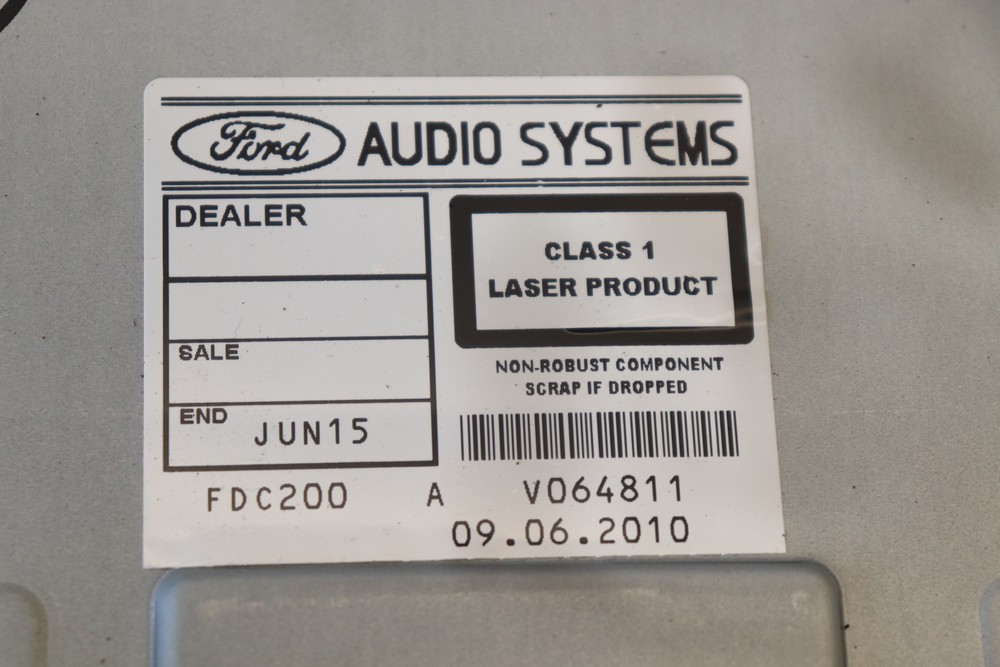 Ford AUDIO SYSTEMS
DEALER
SALE
END JUN15
CLASS 1
LASER PRODUCT
NON-ROBUST COMPONENT
SCRAP IF DROPPED
FDC200 A V064811
09.06.2010